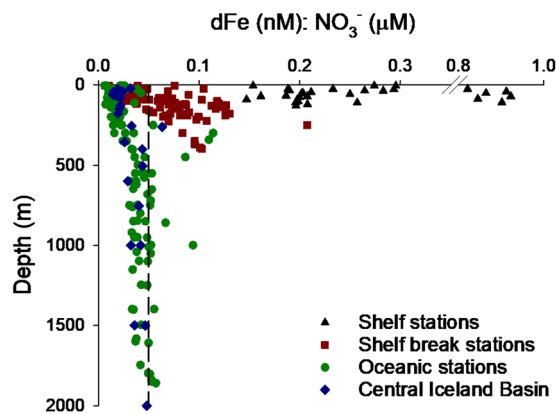 dFe (nM): NO₃⁻ (μM)
0.0 0.1 0.2 0.3 0.8 1.0
0
500
1000
1500
2000
Depth (m)
Shelf stations
Shelf break stations
Oceanic stations
Central Iceland Basin